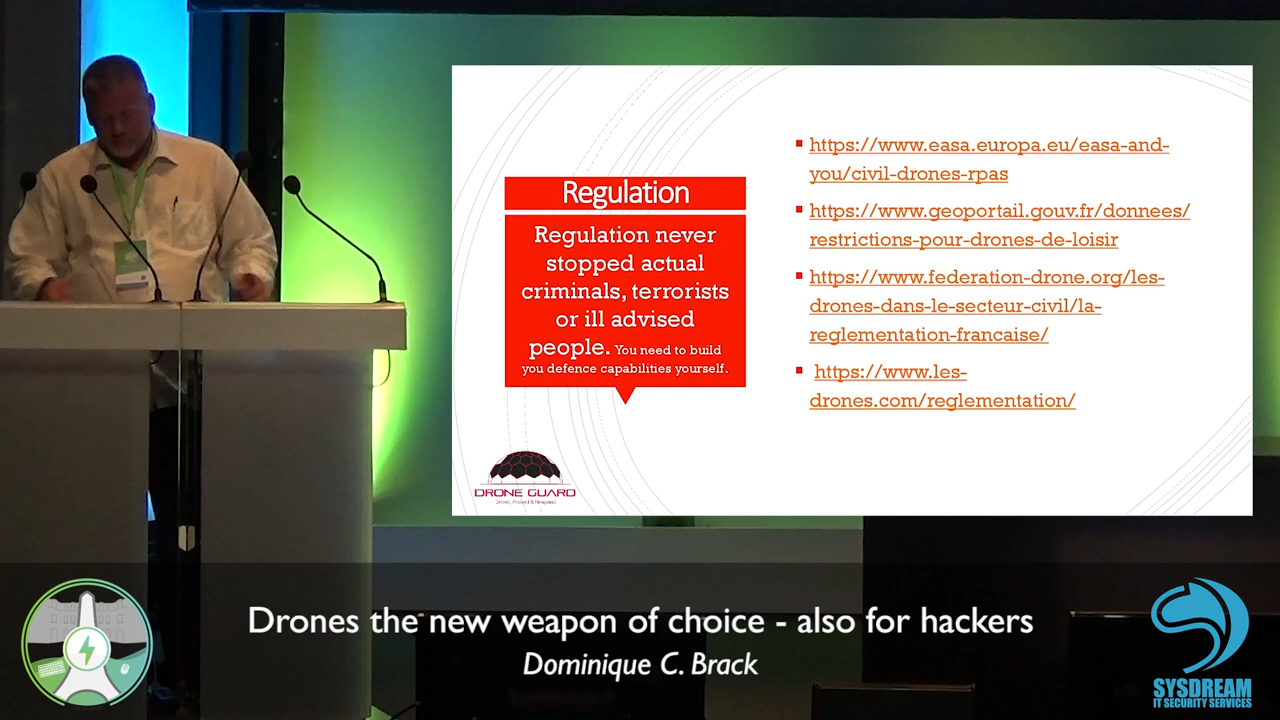 Regulation
Regulation never
stopped actual
criminals, terrorists
or ill advised
people. You need to build
you defence capabilities yourself.
https://www.easa.europa.eu/easa-and-
you/civil-drones-rpas
https://www.geoportail.gouv.fr/donnees/
restrictions-pour-drones-de-loisir
https://www.federation-drone.org/les-
drones-dans-le-secteur-civil/la-
reglementation-francaise/
https://www.les-
drones.com/reglementation/
DRONE GUARD
Detect, Protect & Respond
Drones the new weapon of choice - also for hackers
Dominique C. Brack
SYSDREAM
IT SECURITY SERVICES